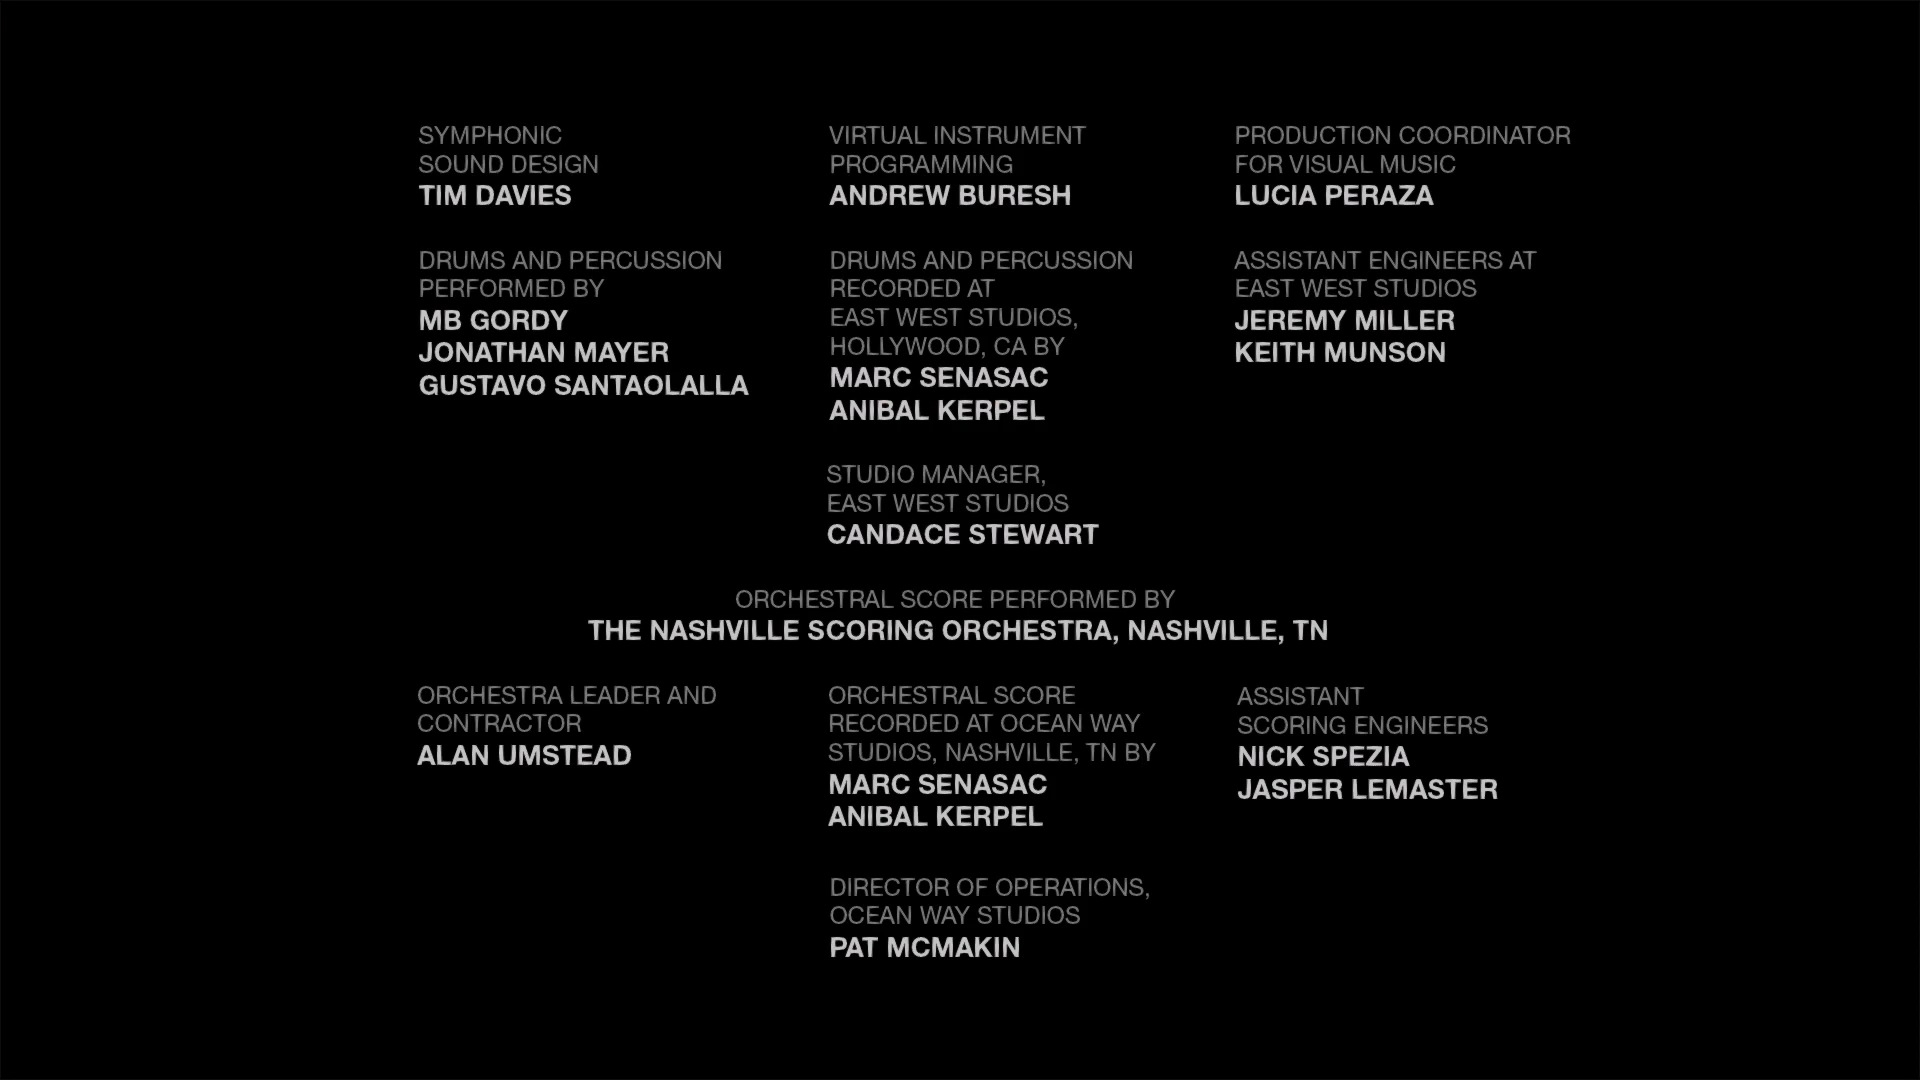 SYMPHONIC
SOUND DESIGN
TIM DAVIES
VIRTUAL INSTRUMENT
PROGRAMMING
ANDREW BURESH
PRODUCTION COORDINATOR
FOR VISUAL MUSIC
LUCIA PERAZA
DRUMS AND PERCUSSION
PERFORMED BY
MB GORDY
JONATHAN MAYER
GUSTAVO SANTAOLALLA
DRUMS AND PERCUSSION
RECORDED AT
EAST WEST STUDIOS,
HOLLYWOOD, CA BY
MARC SENASAC
ANIBAL KERPEL
ASSISTANT ENGINEERS AT
EAST WEST STUDIOS
JEREMY MILLER
KEITH MUNSON
STUDIO MANAGER,
EAST WEST STUDIOS
CANDACE STEWART
ORCHESTRAL SCORE PERFORMED BY
THE NASHVILLE SCORING ORCHESTRA, NASHVILLE, TN
ORCHESTRA LEADER AND
CONTRACTOR
ALAN UMSTEAD
ORCHESTRAL SCORE
RECORDED AT OCEAN WAY
STUDIOS, NASHVILLE, TN BY
MARC SENASAC
ANIBAL KERPEL
ASSISTANT
SCORING ENGINEERS
NICK SPEZIA
JASPER LEMASTER
DIRECTOR OF OPERATIONS,
OCEAN WAY STUDIOS
PAT MCMAKIN